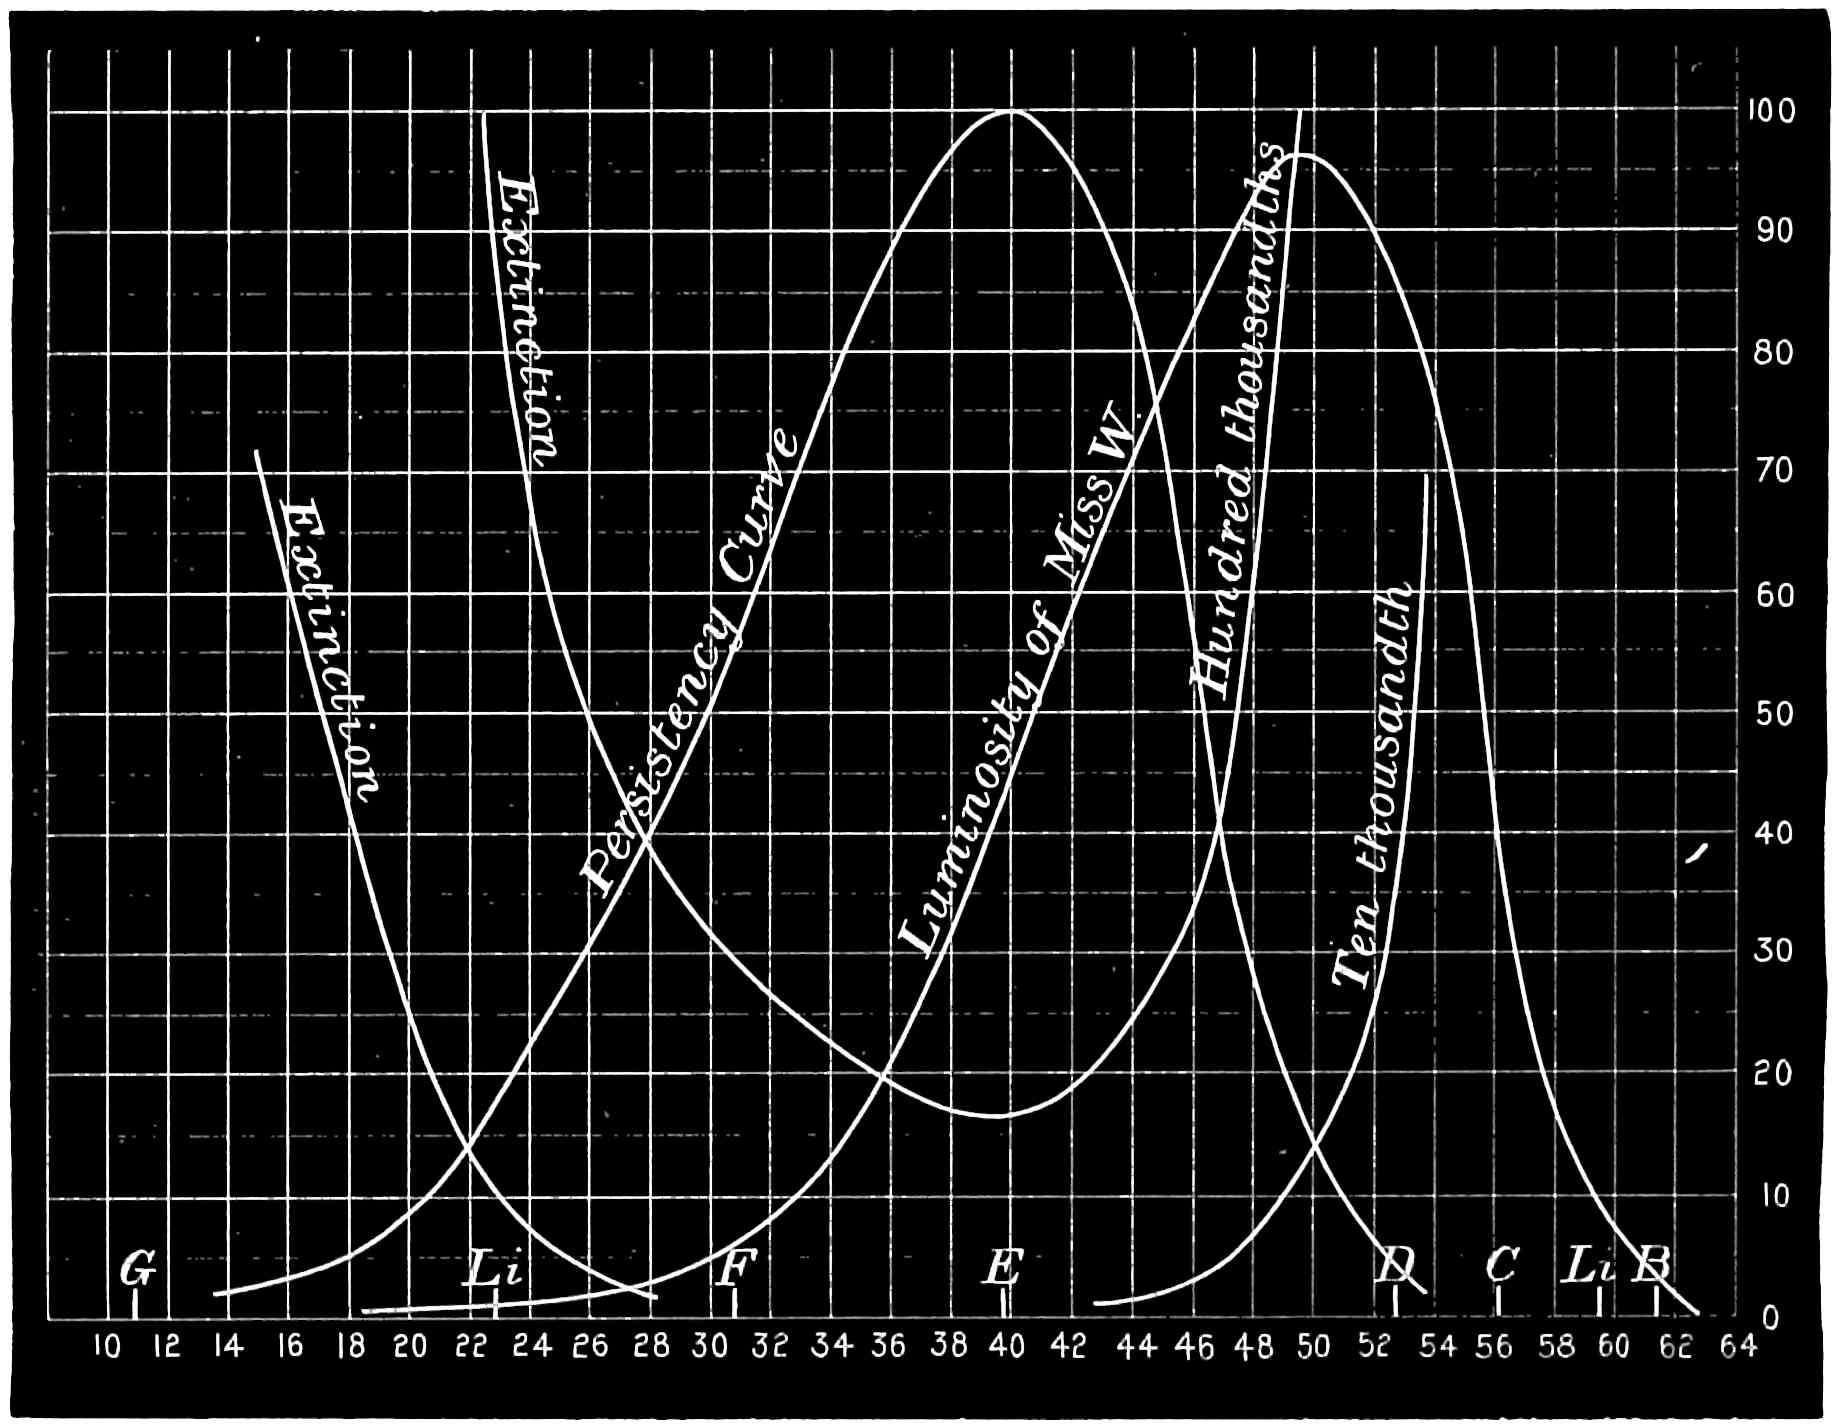 100
90
80
70
60
50
40
30
20
10
0
Extinction
Extinction
Persistency Curve
Luminosity of Miss W.
Hundred thousandths
Ten thousandth
G Li F E D C Li B
10 12 14 16 18 20 22 24 26 28 30 32 34 36 38 40 42 44 46 48 50 52 54 56 58 60 62 64